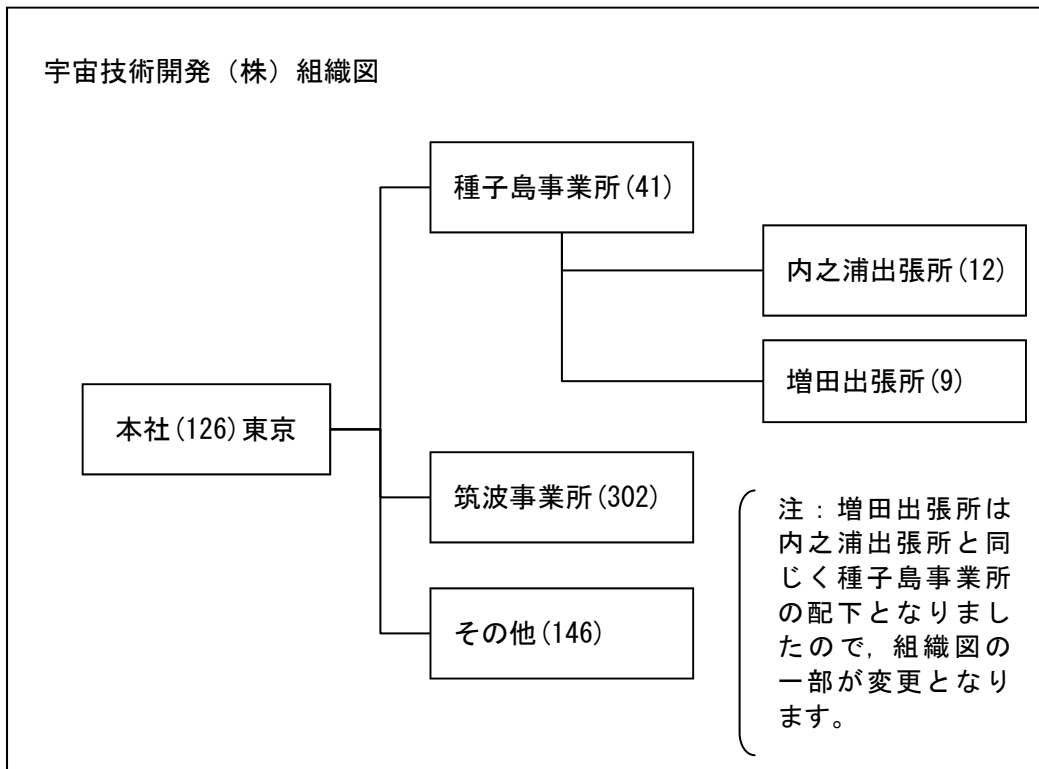 宇宙技術開発（株）組織図
種子島事業所(41)
内之浦出張所(12)
増田出張所(9)
本社(126)東京
筑波事業所(302)
その他(146)
注：増田出張所は
内之浦出張所と同
じく種子島事業所
の配下となりまし
たので，組織図の
一部が変更となり
ます。